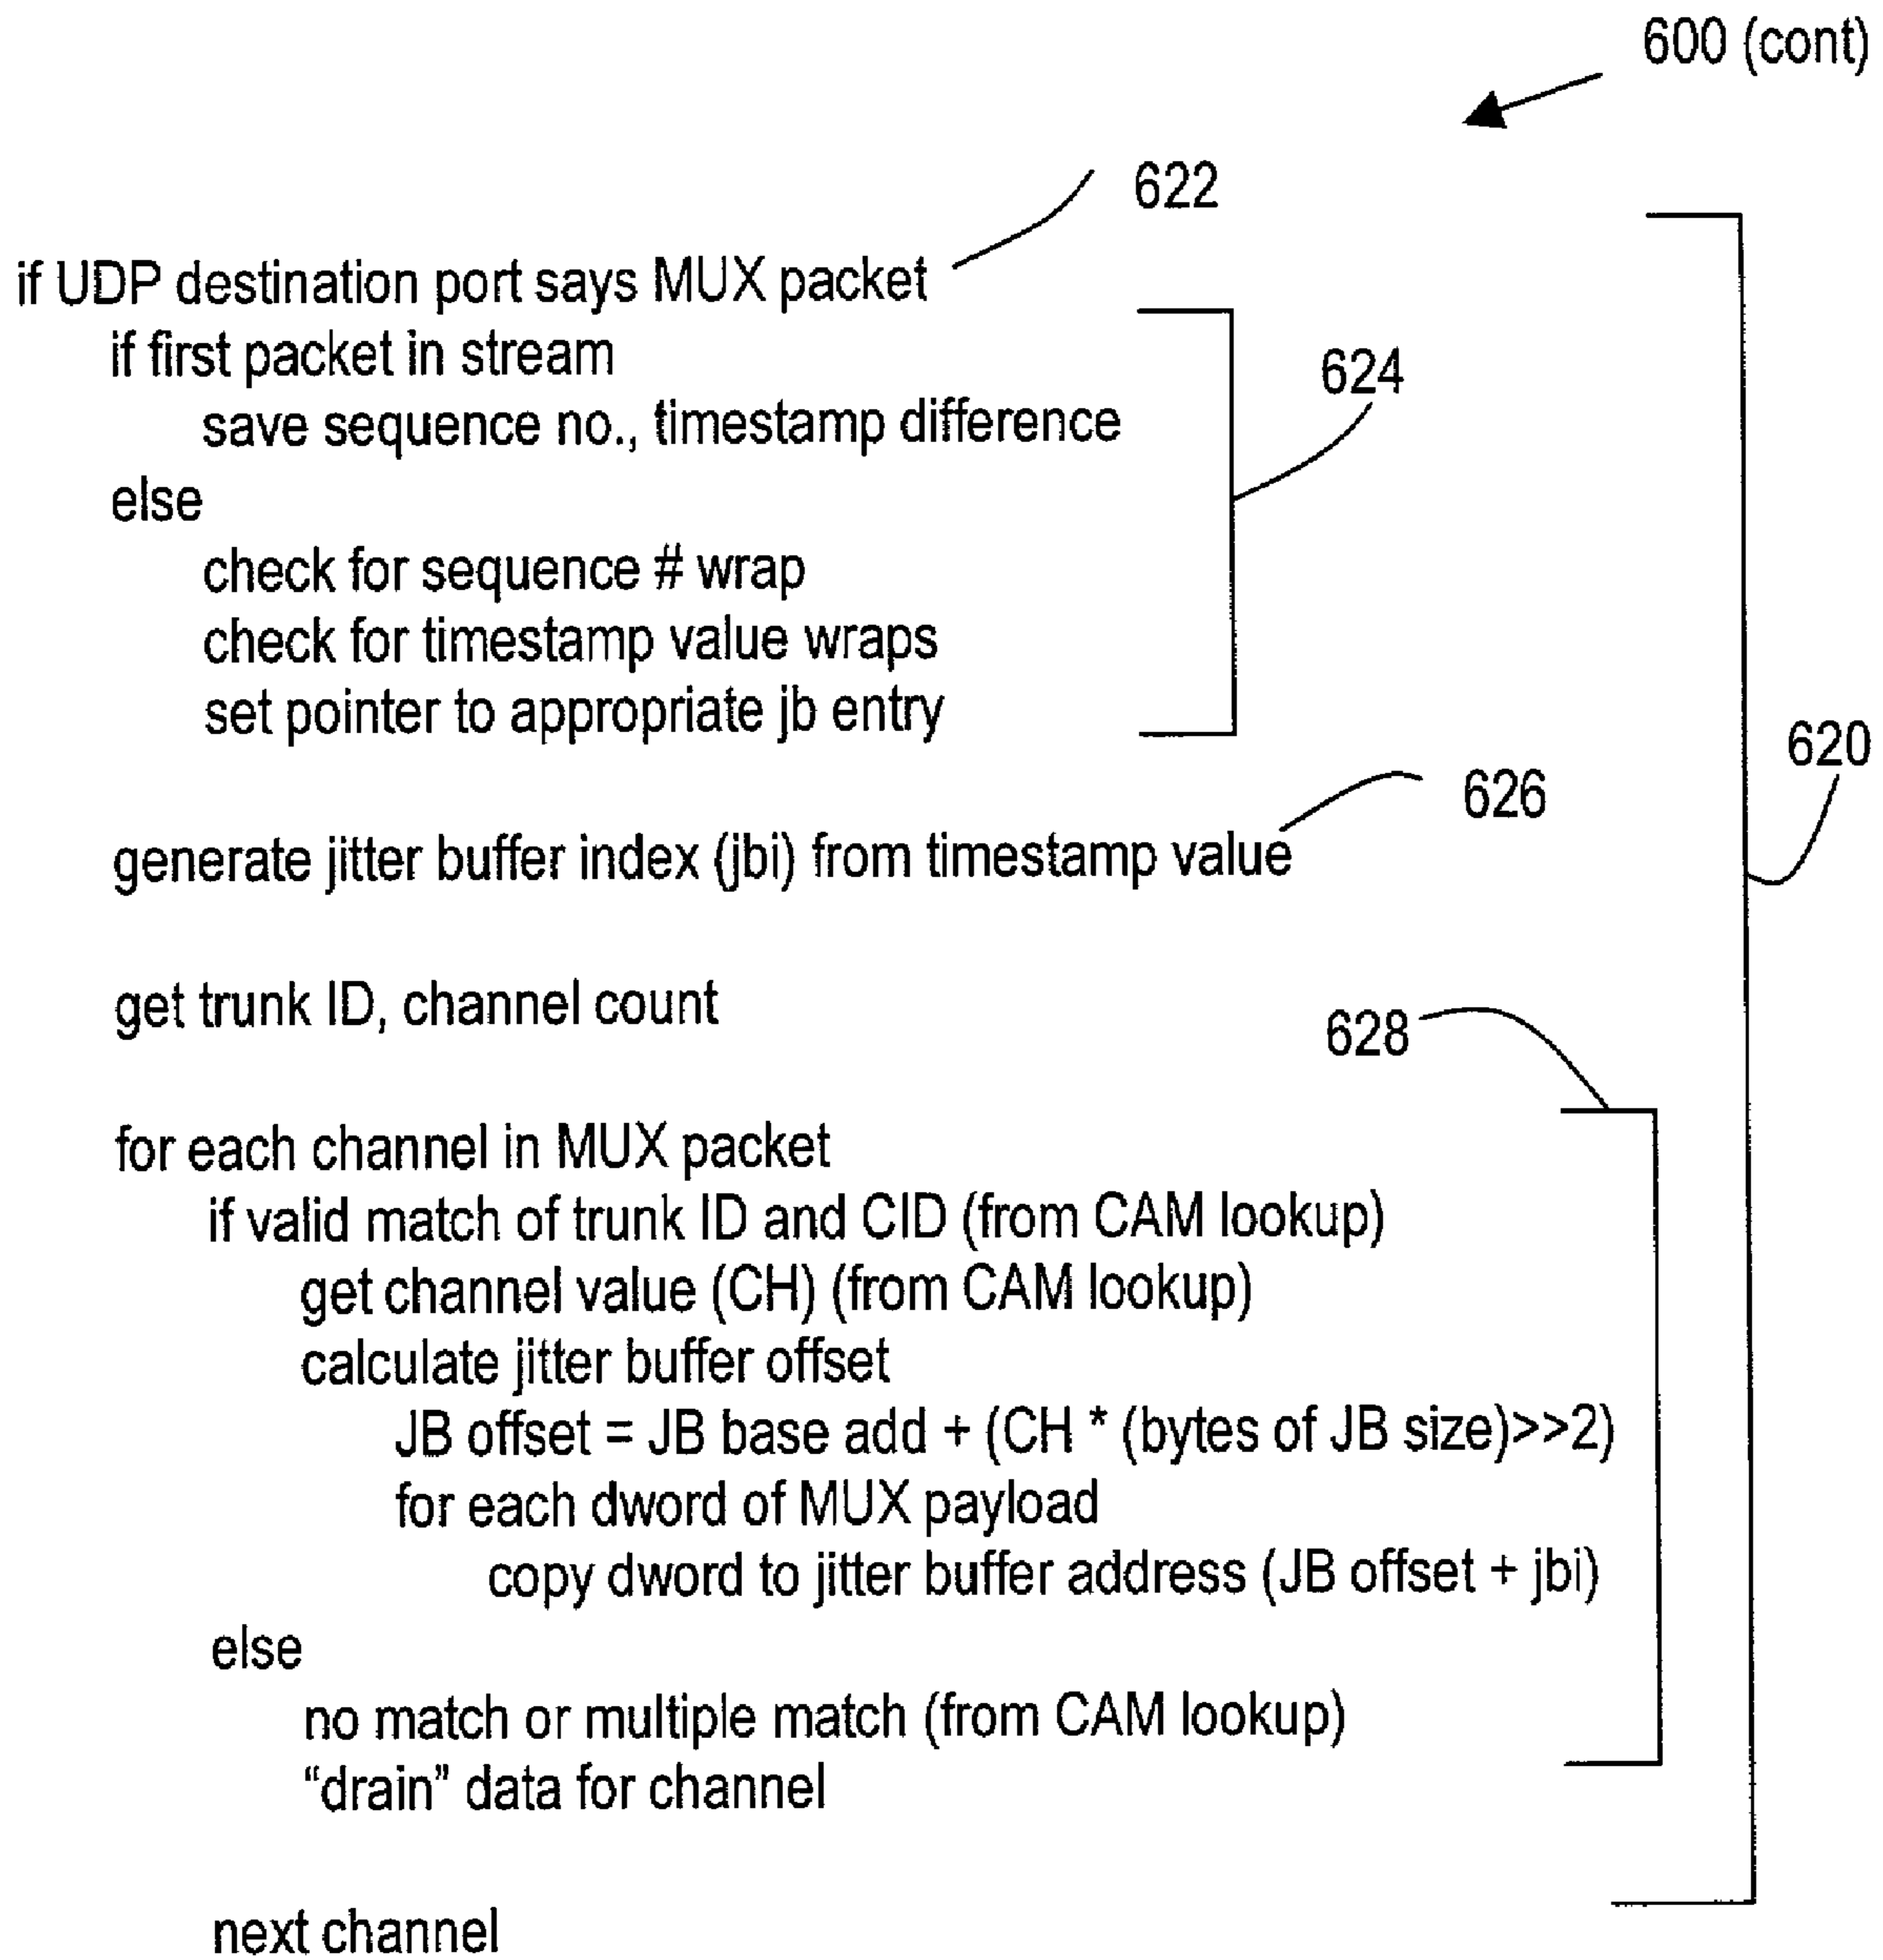 600 (cont)
622
if UDP destination port says MUX packet
if first packet in stream
624
save sequence no., timestamp difference
else
check for sequence # wrap
check for timestamp value wraps
set pointer to appropriate jb entry
620
626
generate jitter buffer index (jbi) from timestamp value
get trunk ID, channel count
628
for each channel in MUX packet
if valid match of trunk ID and CID (from CAM lookup)
get channel value (CH) (from CAM lookup)
calculate jitter buffer offset
JB offset = JB base add + (CH * (bytes of JB size)>>2)
for each dword of MUX payload
copy dword to jitter buffer address (JB offset + jbi)
else
no match or multiple match (from CAM lookup)
“drain” data for channel
next channel